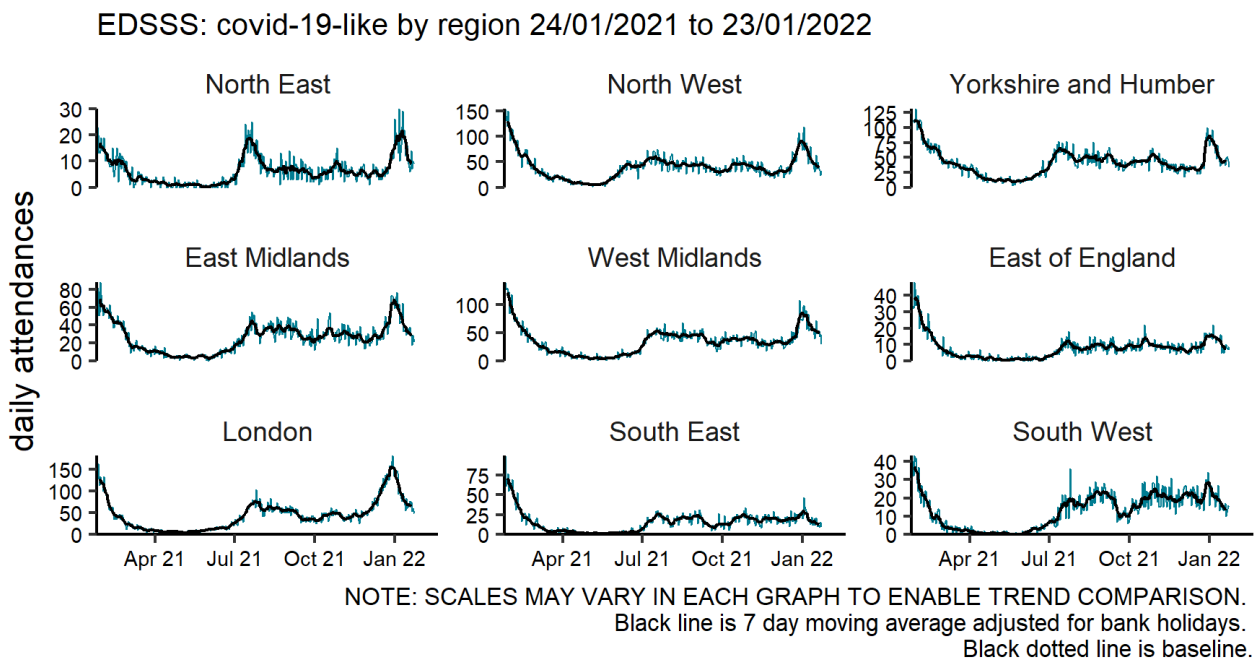 EDSSS: covid-19-like by region 24/01/2021 to 23/01/2022
North East
North West
Yorkshire and Humber
30
20
10
0
150
100
50
0
125
100
75
50
25
0
East Midlands
West Midlands
East of England
80
60
40
20
0
100
50
0
40
30
20
10
0
daily attendances
London
South East
South West
150
100
50
0
75
50
25
0
40
30
20
10
0
Apr 21 Jul 21 Oct 21 Jan 22
Apr 21 Jul 21 Oct 21 Jan 22
Apr 21 Jul 21 Oct 21 Jan 22
NOTE: SCALES MAY VARY IN EACH GRAPH TO ENABLE TREND COMPARISON.
Black line is 7 day moving average adjusted for bank holidays.
Black dotted line is baseline.